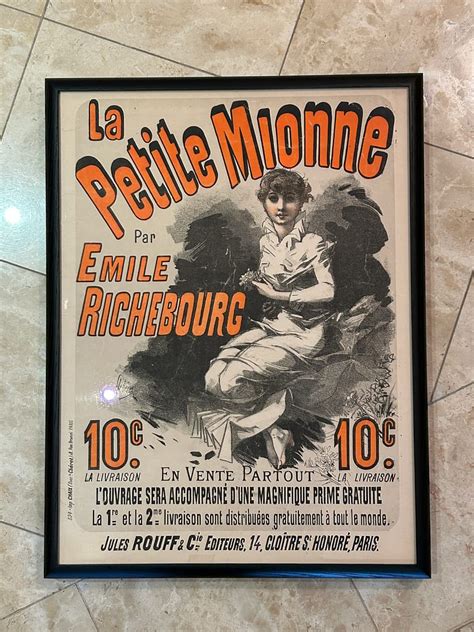 La
Petite Mionne
Par
EMILE
RICHEBOURG
10c.
LA LIVRAISON
10c.
LA LIVRAISON
EN VENTE PARTOUT
L'OUVRAGE SERA ACCOMPAGNÉ D'UNE MAGNIFIQUE PRIME GRATUITE
La 1re et la 2me livraison sont distribuées gratuitement à tout le monde.
JULES ROUFF & Cie EDITEURS, 14, CLOÎTRE St HONORÉ, PARIS.